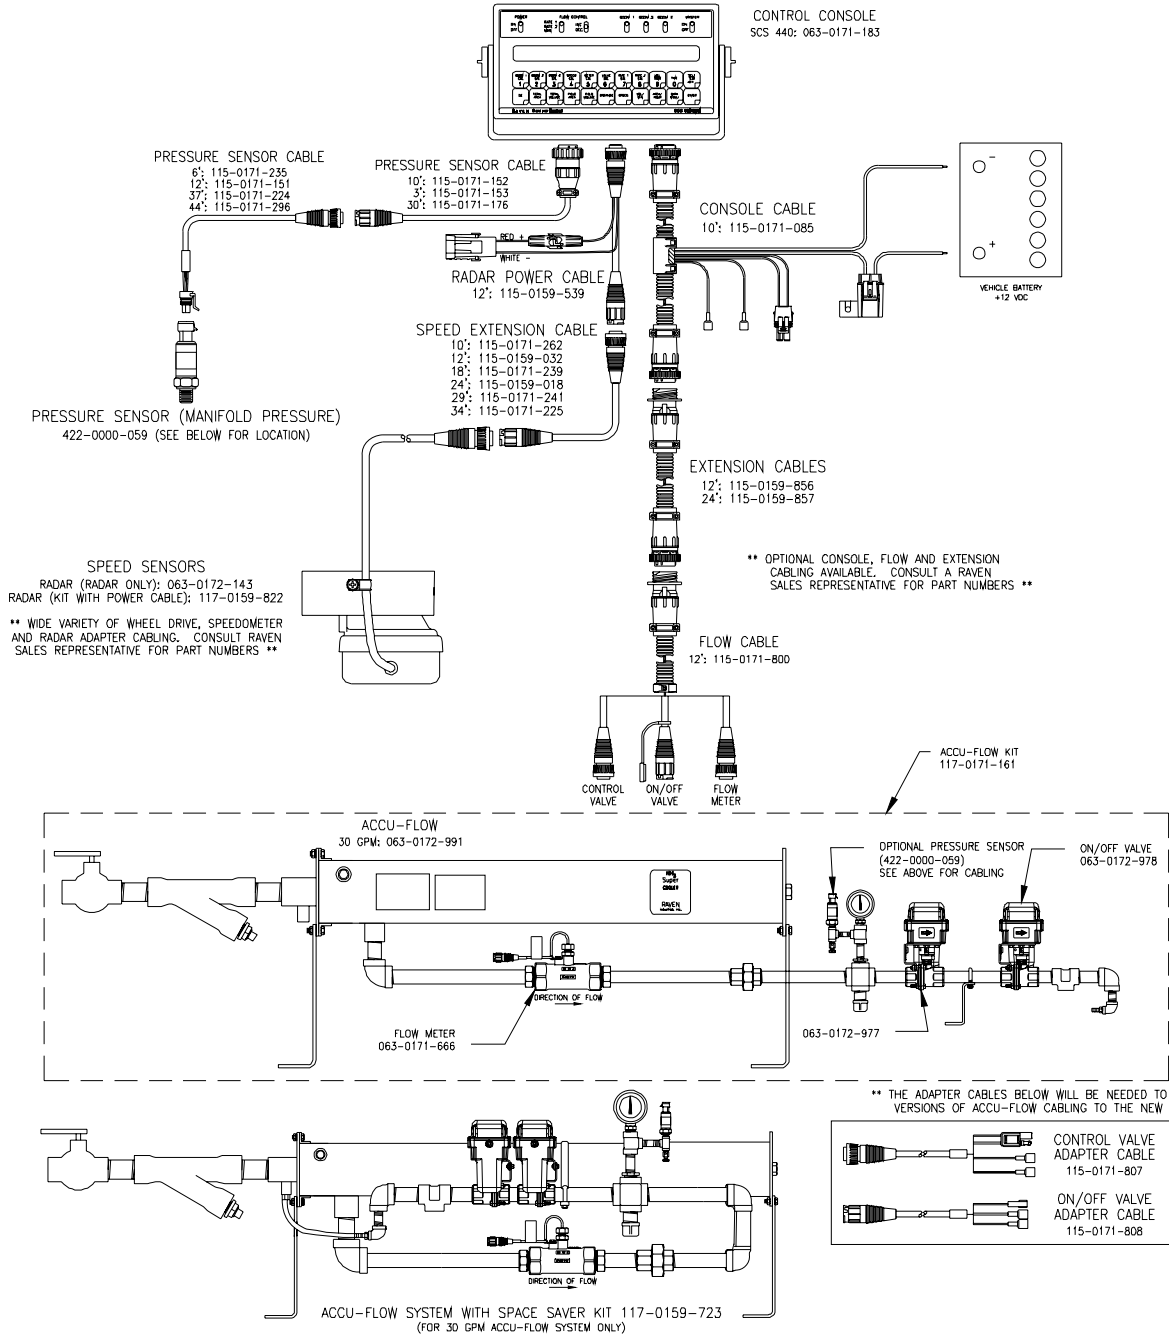 CONTROL CONSOLE
SCS 440: 063-0171-183
POWER
FLOW CONTROL
PRESSURE SENSOR CABLE
6': 115-0171-235
12': 115-0171-151
37': 115-0171-224
44': 115-0171-296
PRESSURE SENSOR CABLE
10': 115-0171-152
3': 115-0171-153
30': 115-0171-176
RED +
WHITE -
RADAR POWER CABLE
12': 115-0159-539
CONSOLE CABLE
10': 115-0171-085
-
+
VEHICLE BATTERY
+12 VDC
SPEED EXTENSION CABLE
10': 115-0171-262
12': 115-0159-032
18': 115-0171-239
24': 115-0159-018
29': 115-0171-241
34': 115-0171-225
PRESSURE SENSOR (MANIFOLD PRESSURE)
422-0000-059 (SEE BELOW FOR LOCATION)
EXTENSION CABLES
12': 115-0159-856
24': 115-0159-857
SPEED SENSORS
RADAR (RADAR ONLY): 063-0172-143
RADAR (KIT WITH POWER CABLE): 117-0159-822
** WIDE VARIETY OF WHEEL DRIVE, SPEEDOMETER
AND RADAR ADAPTER CABLING. CONSULT RAVEN
SALES REPRESENTATIVE FOR PART NUMBERS **
** OPTIONAL CONSOLE, FLOW AND EXTENSION
CABLING AVAILABLE. CONSULT A RAVEN
SALES REPRESENTATIVE FOR PART NUMBERS **
FLOW CABLE
12': 115-0171-800
CONTROL
VALVE
ON/OFF
VALVE
FLOW
METER
ACCU-FLOW KIT
117-0171-161
ACCU-FLOW
30 GPM: 063-0172-991
OPTIONAL PRESSURE SENSOR
(422-0000-059)
SEE ABOVE FOR CABLING
ON/OFF VALVE
063-0172-978
NH3
Super
COOLER
RAVEN
DIRECTION OF FLOW
FLOW METER
063-0171-666
063-0172-977
** THE ADAPTER CABLES BELOW WILL BE NEEDED TO
VERSIONS OF ACCU-FLOW CABLING TO THE NEW
CONTROL VALVE
ADAPTER CABLE
115-0171-807
ON/OFF VALVE
ADAPTER CABLE
115-0171-808
DIRECTION OF FLOW
ACCU-FLOW SYSTEM WITH SPACE SAVER KIT 117-0159-723
(FOR 30 GPM ACCU-FLOW SYSTEM ONLY)